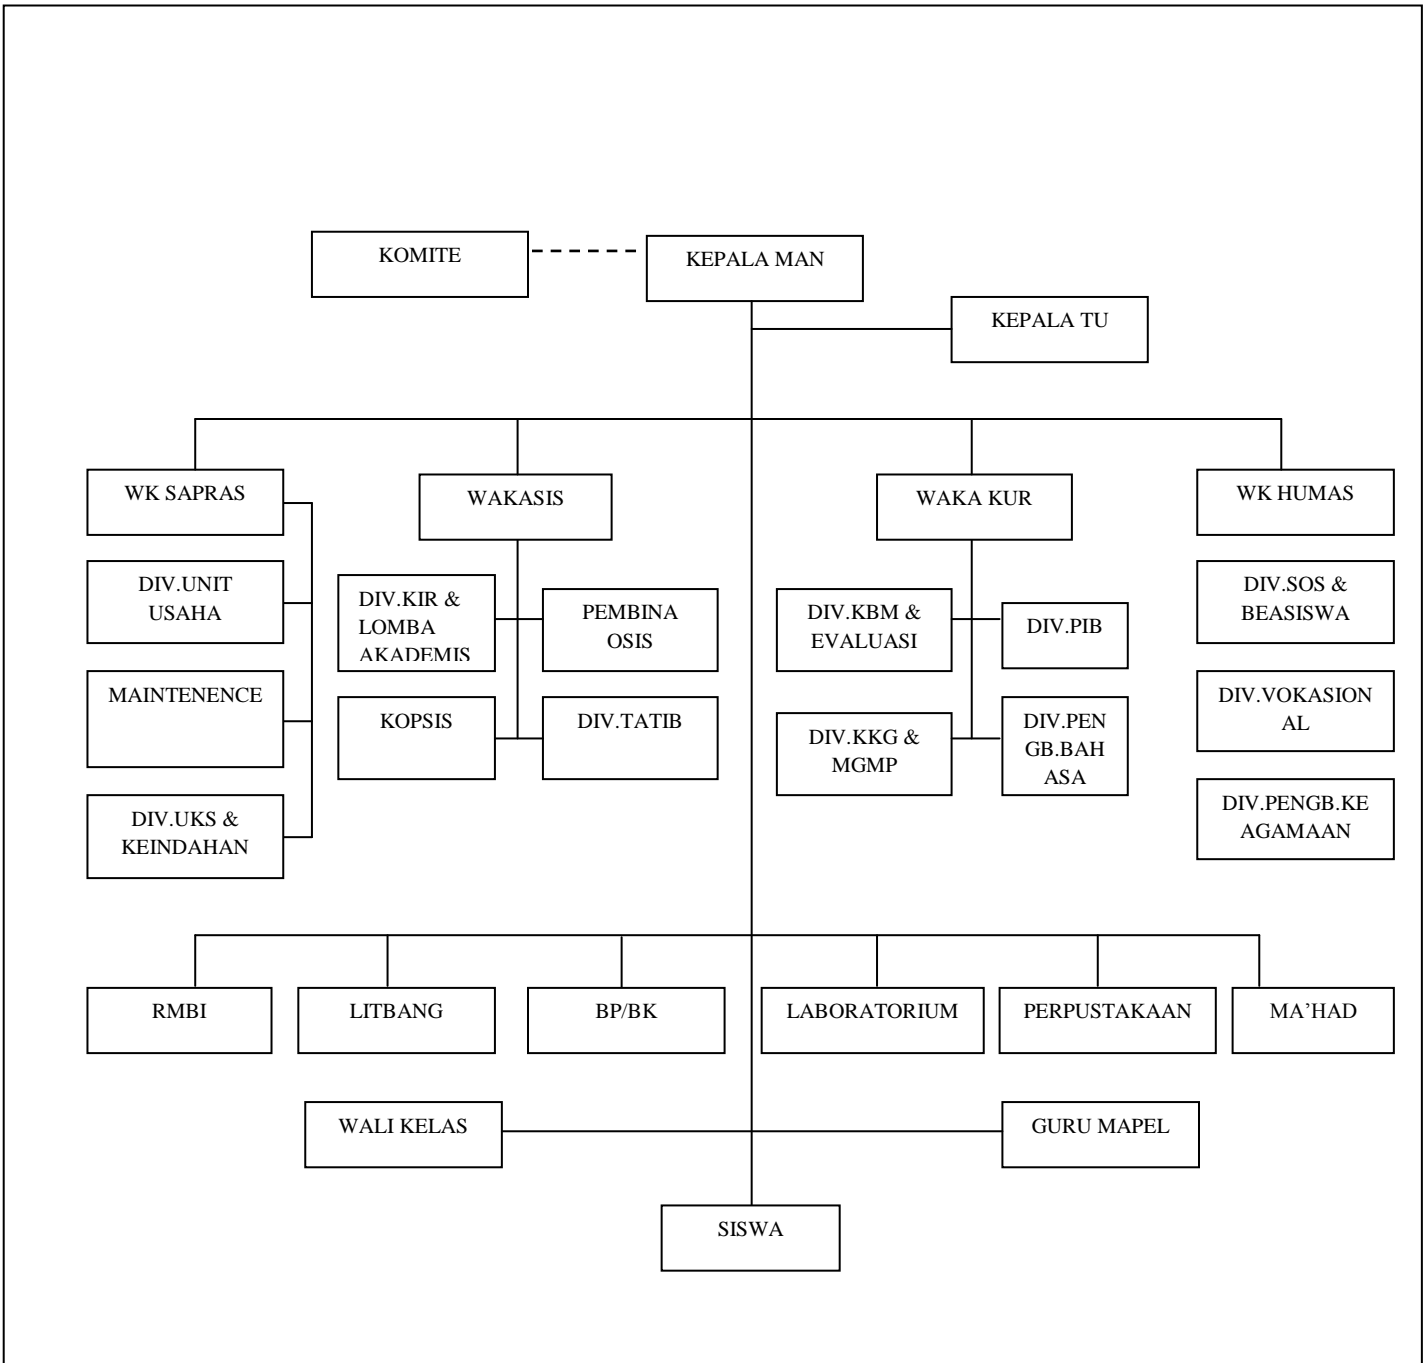 KOMITE
KEPALA MAN
KEPALA TU
WK SAPRAS
WAKASIS
WAKA KUR
WK HUMAS
DIV.UNIT
USAHA
DIV.KIR &
LOMBA
AKADEMIS
PEMBINA
OSIS
DIV.KBM &
EVALUASI
DIV.PIB
DIV.SOS &
BEASISWA
MAINTENENCE
KOPSIS
DIV.TATIB
DIV.KKG &
MGMP
DIV.PEN
GB.BAH
ASA
DIV.VOKASION
AL
DIV.UKS &
KEINDAHAN
DIV.PENGB.KE
AGAMAAN
RMBI
LITBANG
BP/BK
LABORATORIUM
PERPUSTAKAAN
MA’HAD
WALI KELAS
GURU MAPEL
SISWA